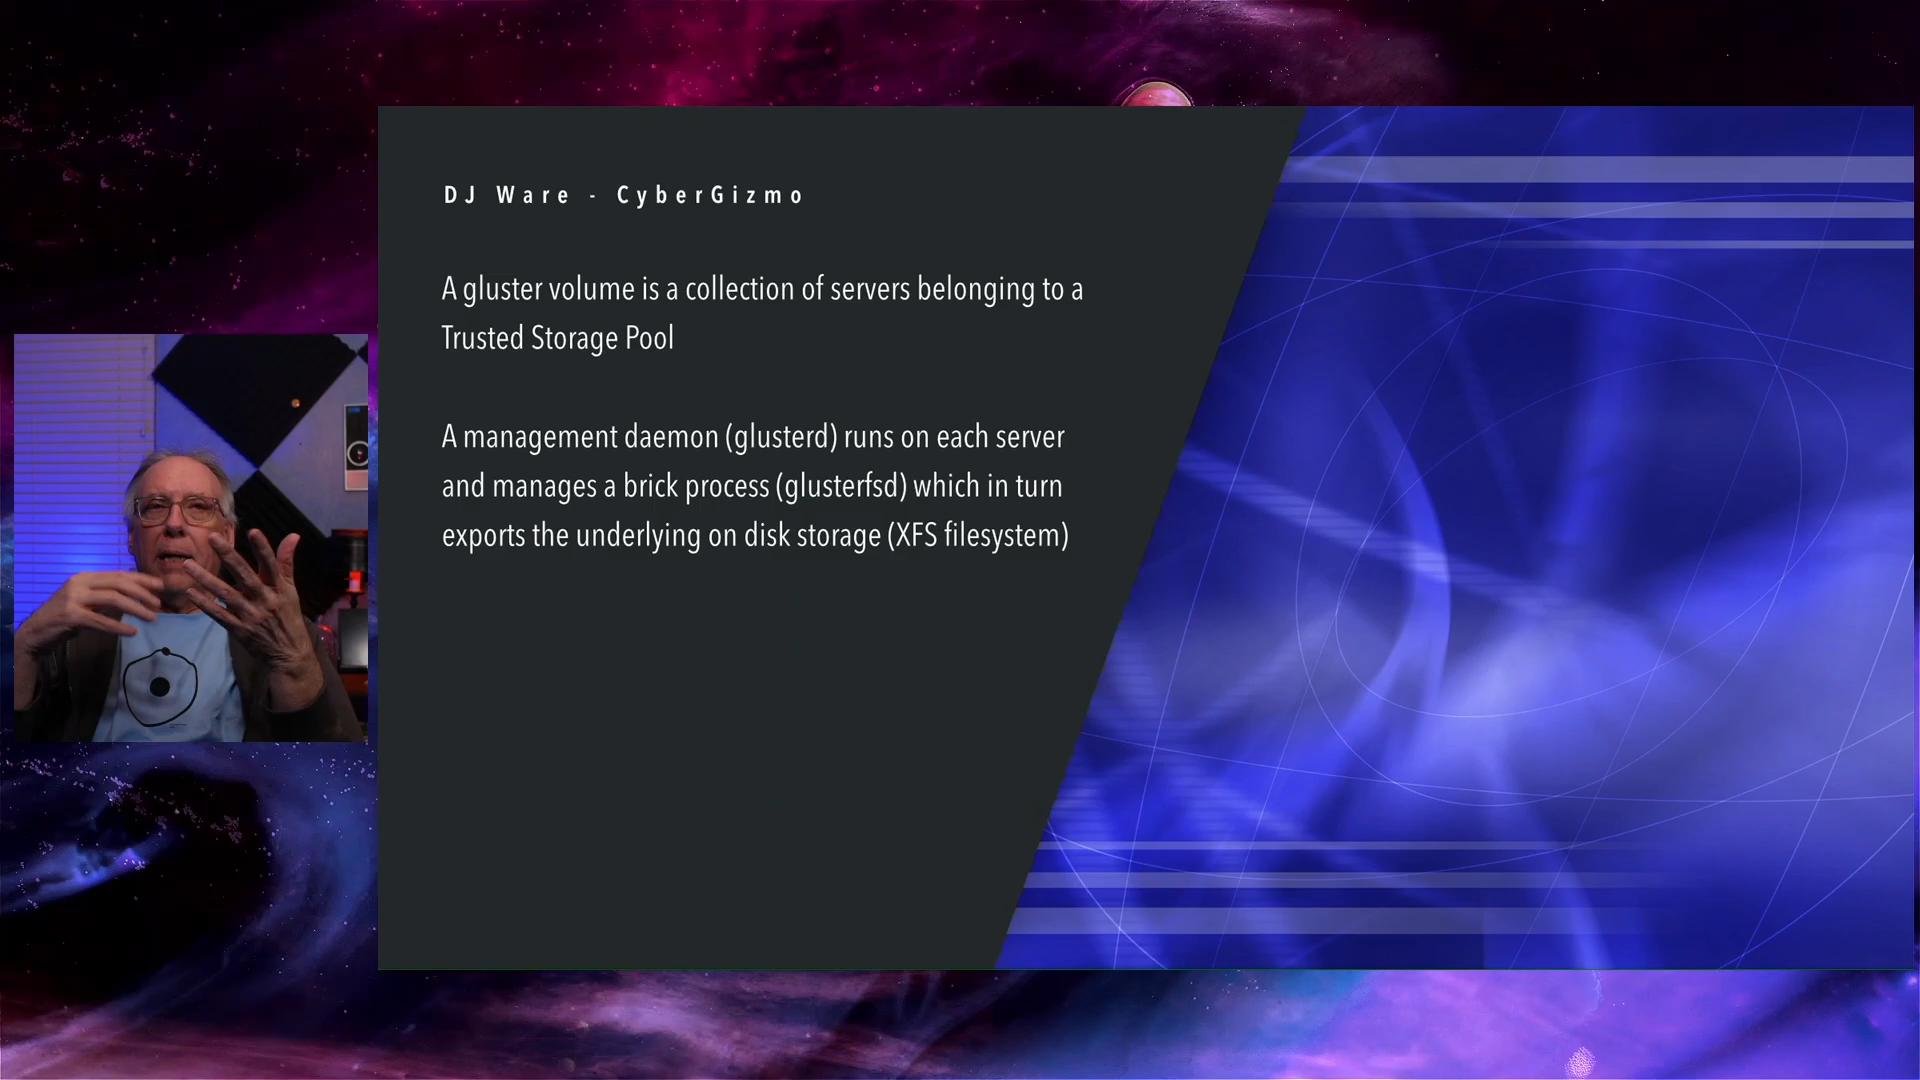 DJ Ware - CyberGizmo
A gluster volume is a collection of servers belonging to a
Trusted Storage Pool
A management daemon (glusterd) runs on each server
and manages a brick process (glusterfsd) which in turn
exports the underlying on disk storage (XFS filesystem)